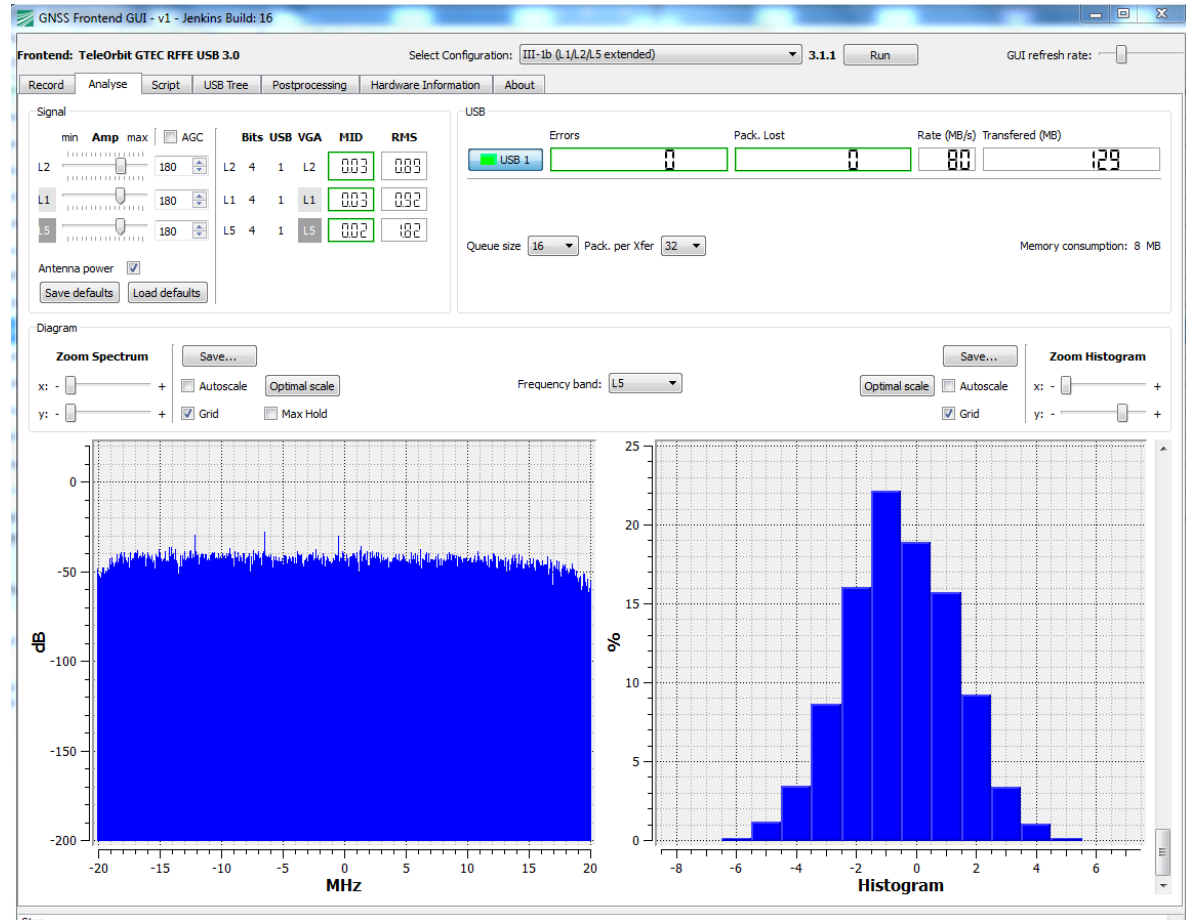 GNSS Frontend GUI - v1 - Jenkins Build: 16
Frontend: TeleOrbit GTEC RFFE USB 3.0 Select Configuration: III-1b (L1/L2/L5 extended) 3.1.1 Run GUI refresh rate:
Record Analyse Script USB Tree Postprocessing Hardware Information About
Signal
min Amp max AGC Bits USB VGA MID RMS
L2 180 L2 4 1 L2 0.03 0.89
L1 180 L1 4 1 L1 0.03 0.92
L5 180 L5 4 1 L5 0.02 1.82
Antenna power
Save defaults Load defaults
USB
Errors Pack. Lost Rate (MB/s) Transfered (MB)
USB 1 0 0 80 129
Queue size 16 Pack. per Xfer 32 Memory consumption: 8 MB
Diagram
Zoom Spectrum Save...
x: - + Autoscale Optimal scale
y: - + Grid Max Hold
Frequency band: L5
Save... Zoom Histogram
Optimal scale Autoscale x: - +
Grid y: - +
0
-50
-100
-150
-200
dB
-20 -15 -10 -5 0 5 10 15 20
MHz
25
20
15
10
5
0
%
-8 -6 -4 -2 0 2 4 6
Histogram